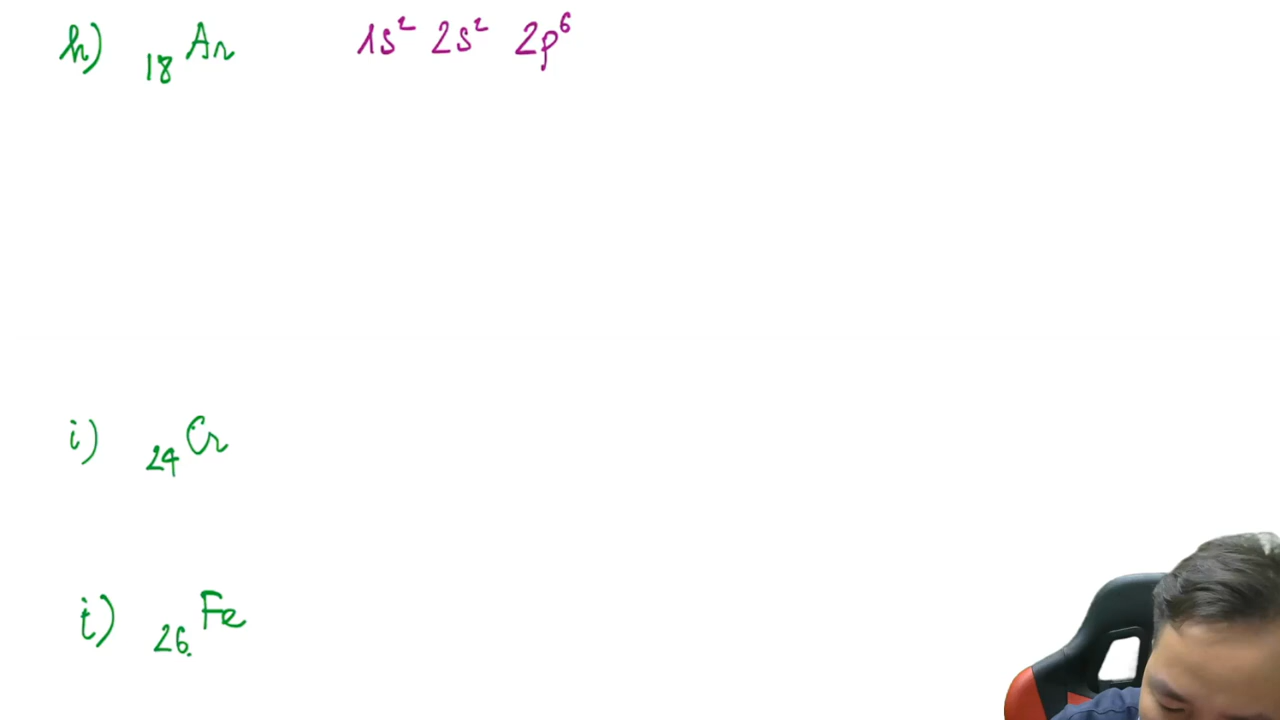 h) ₁₈Ar 1s² 2s² 2p⁶
i) ₂₄Cr
t) ₂₆Fe